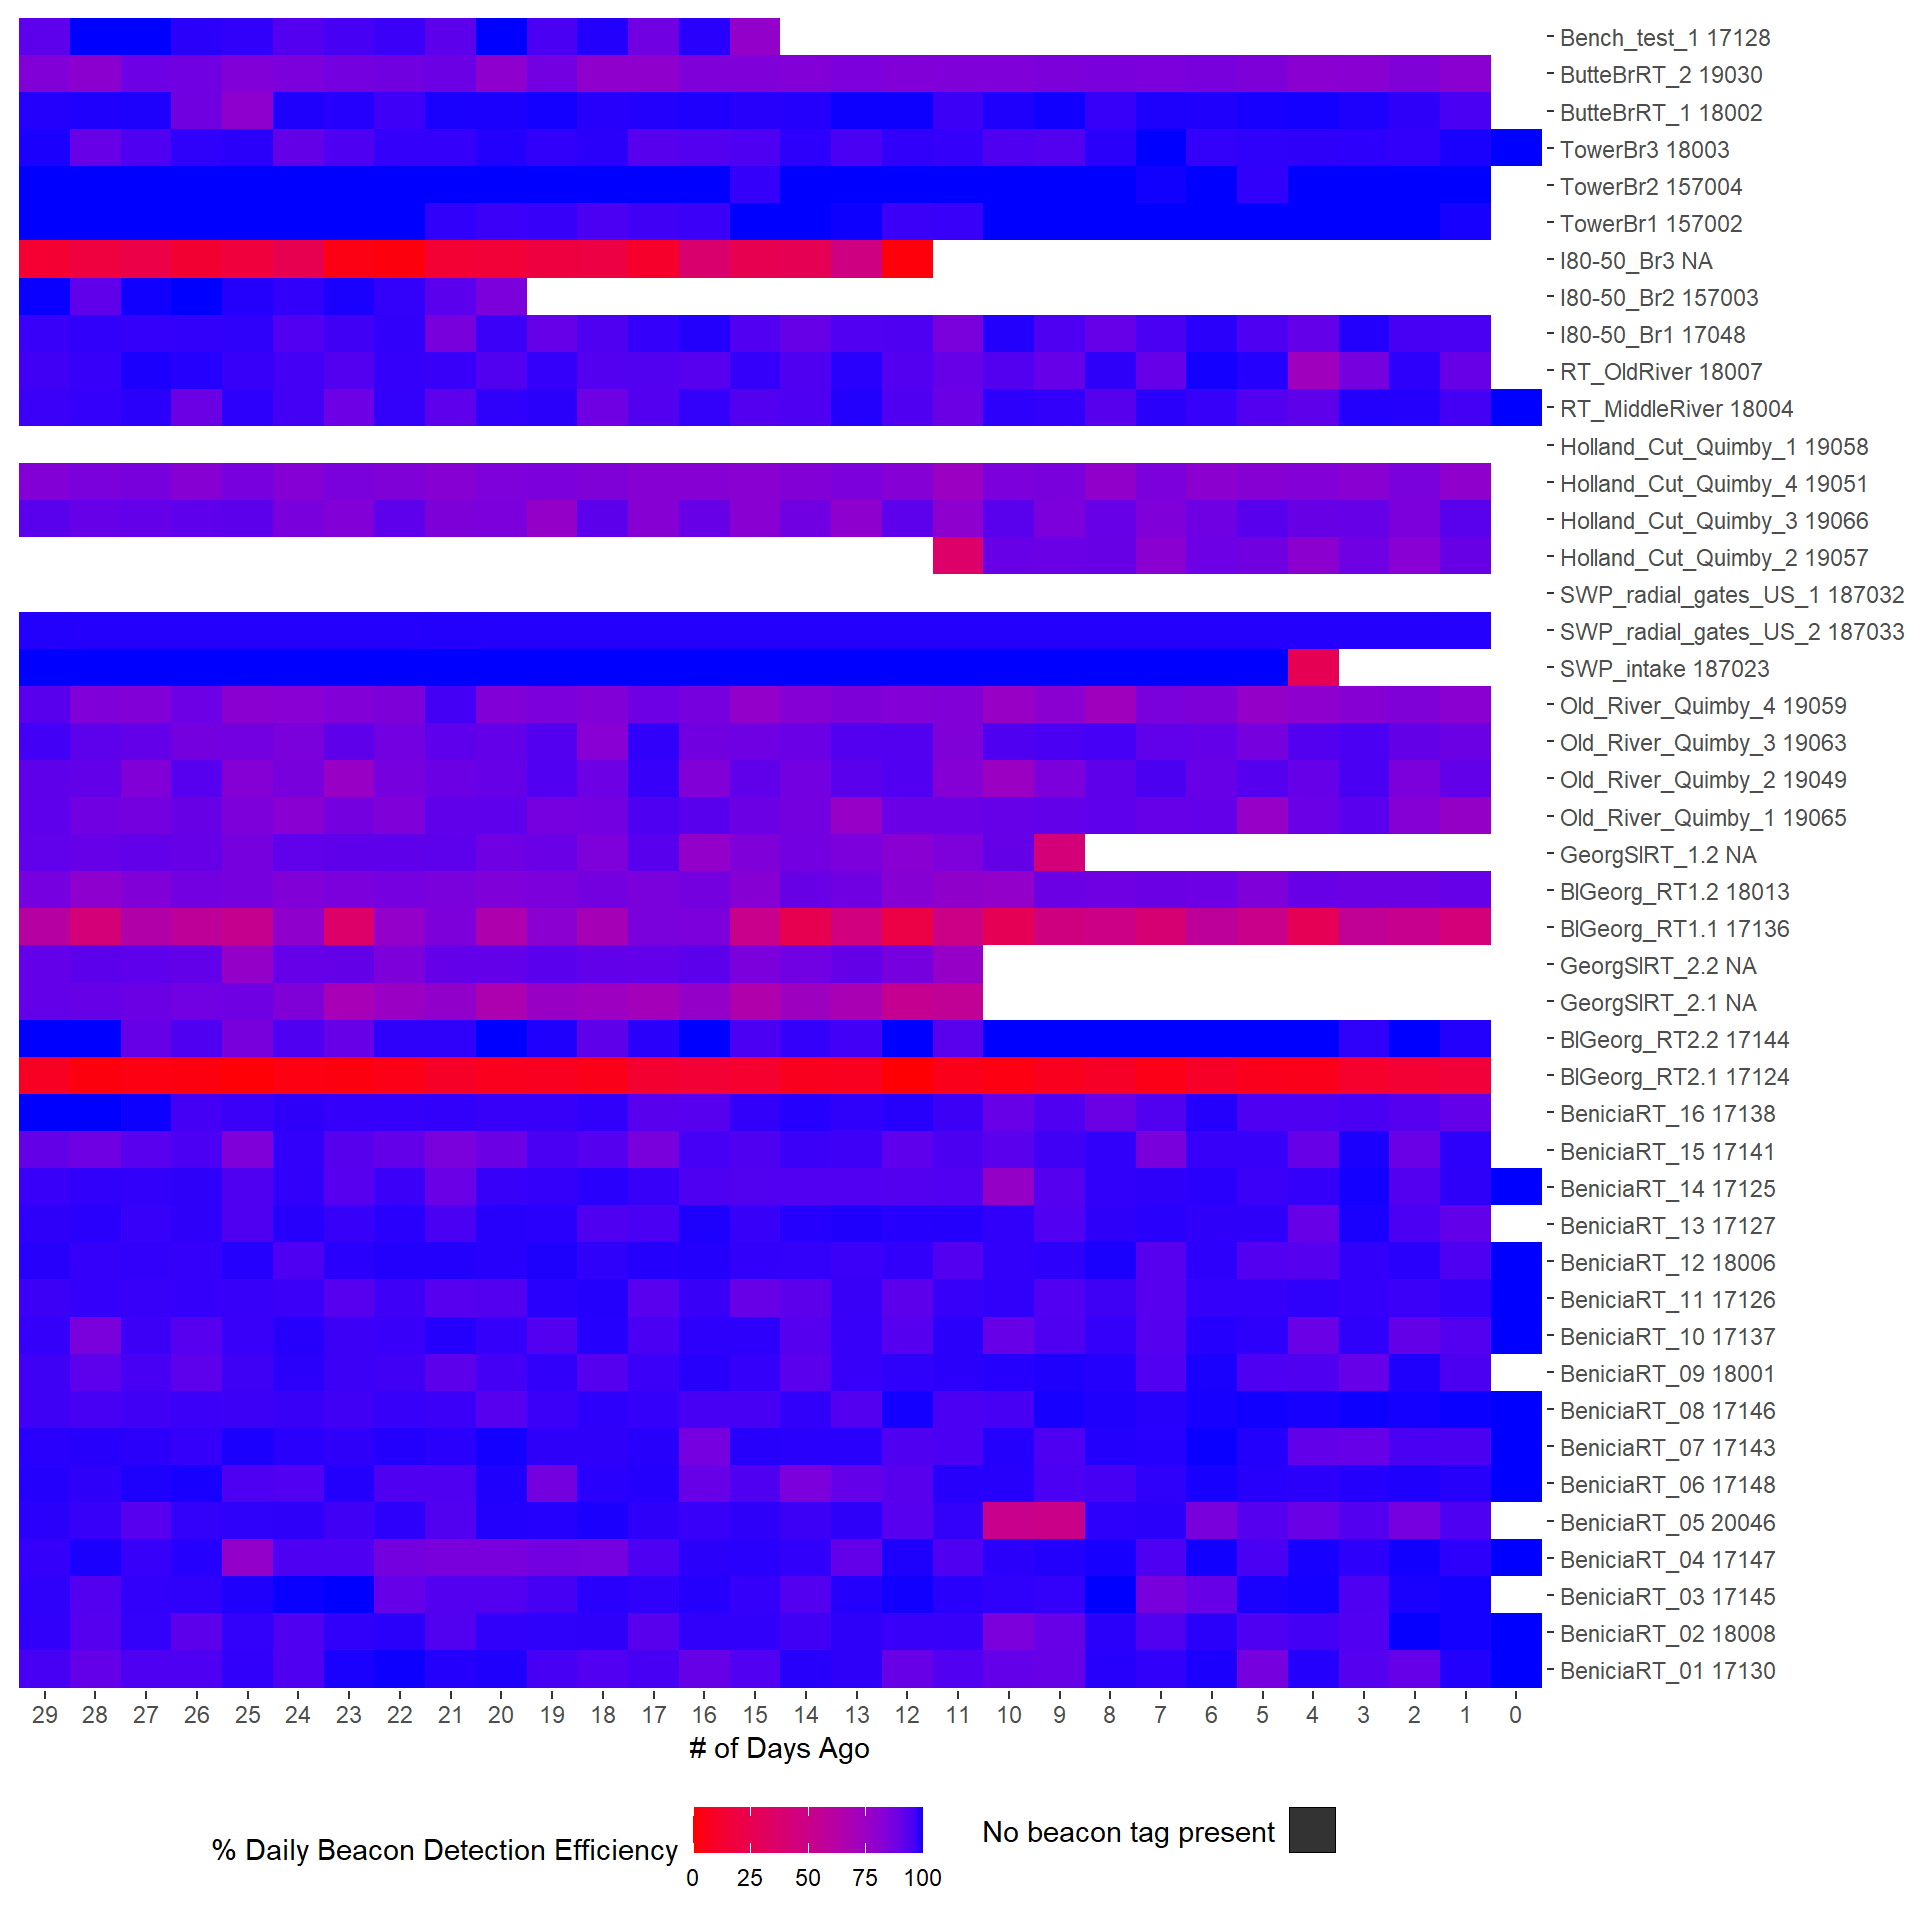 Bench_test_1 17128
ButteBrRT_2 19030
ButteBrRT_1 18002
TowerBr3 18003
TowerBr2 157004
TowerBr1 157002
I80-50_Br3 NA
I80-50_Br2 157003
I80-50_Br1 17048
RT_OldRiver 18007
RT_MiddleRiver 18004
Holland_Cut_Quimby_1 19058
Holland_Cut_Quimby_4 19051
Holland_Cut_Quimby_3 19066
Holland_Cut_Quimby_2 19057
SWP_radial_gates_US_1 187032
SWP_radial_gates_US_2 187033
SWP_intake 187023
Old_River_Quimby_4 19059
Old_River_Quimby_3 19063
Old_River_Quimby_2 19049
Old_River_Quimby_1 19065
GeorgSlRT_1.2 NA
BlGeorg_RT1.2 18013
BlGeorg_RT1.1 17136
GeorgSlRT_2.2 NA
GeorgSlRT_2.1 NA
BlGeorg_RT2.2 17144
BlGeorg_RT2.1 17124
BeniciaRT_16 17138
BeniciaRT_15 17141
BeniciaRT_14 17125
BeniciaRT_13 17127
BeniciaRT_12 18006
BeniciaRT_11 17126
BeniciaRT_10 17137
BeniciaRT_09 18001
BeniciaRT_08 17146
BeniciaRT_07 17143
BeniciaRT_06 17148
BeniciaRT_05 20046
BeniciaRT_04 17147
BeniciaRT_03 17145
BeniciaRT_02 18008
BeniciaRT_01 17130
29 28 27 26 25 24 23 22 21 20 19 18 17 16 15 14 13 12 11 10 9 8 7 6 5 4 3 2 1 0
# of Days Ago
% Daily Beacon Detection Efficiency
0 25 50 75 100
No beacon tag present